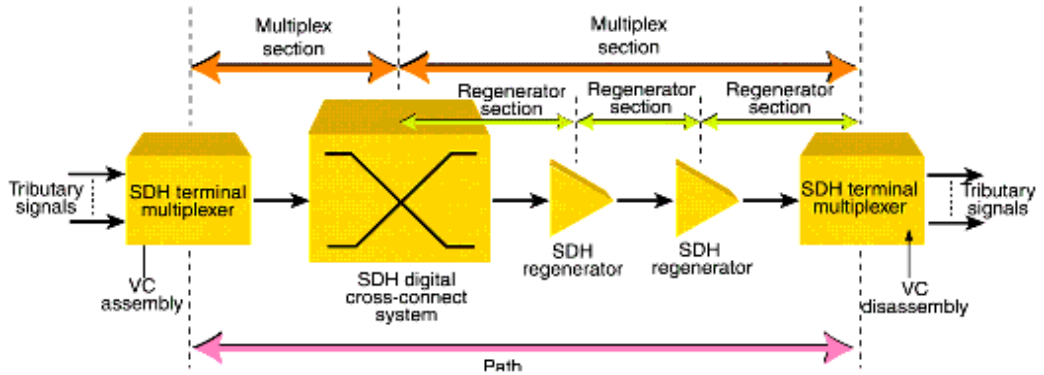 Multiplex
section
Multiplex
section
Regenerator
section
Regenerator
section
Regenerator
section
Tributary
signals
SDH terminal
multiplexer
SDH terminal
multiplexer
Tributary
signals
VC
assembly
SDH digital
cross-connect
system
SDH
regenerator
SDH
regenerator
VC
disassembly
Path